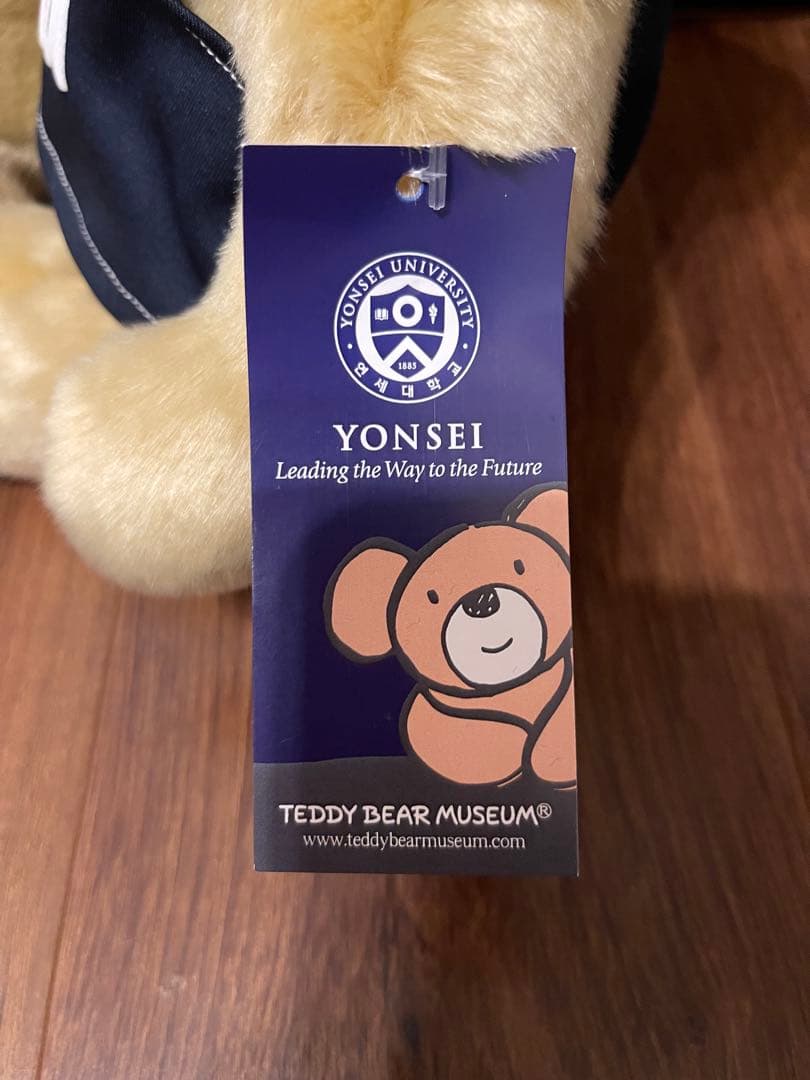 YONSEI UNIVERSITY
1885
연세대학교
YONSEI
Leading the Way to the Future
TEDDY BEAR MUSEUM®
www.teddybearmuseum.com